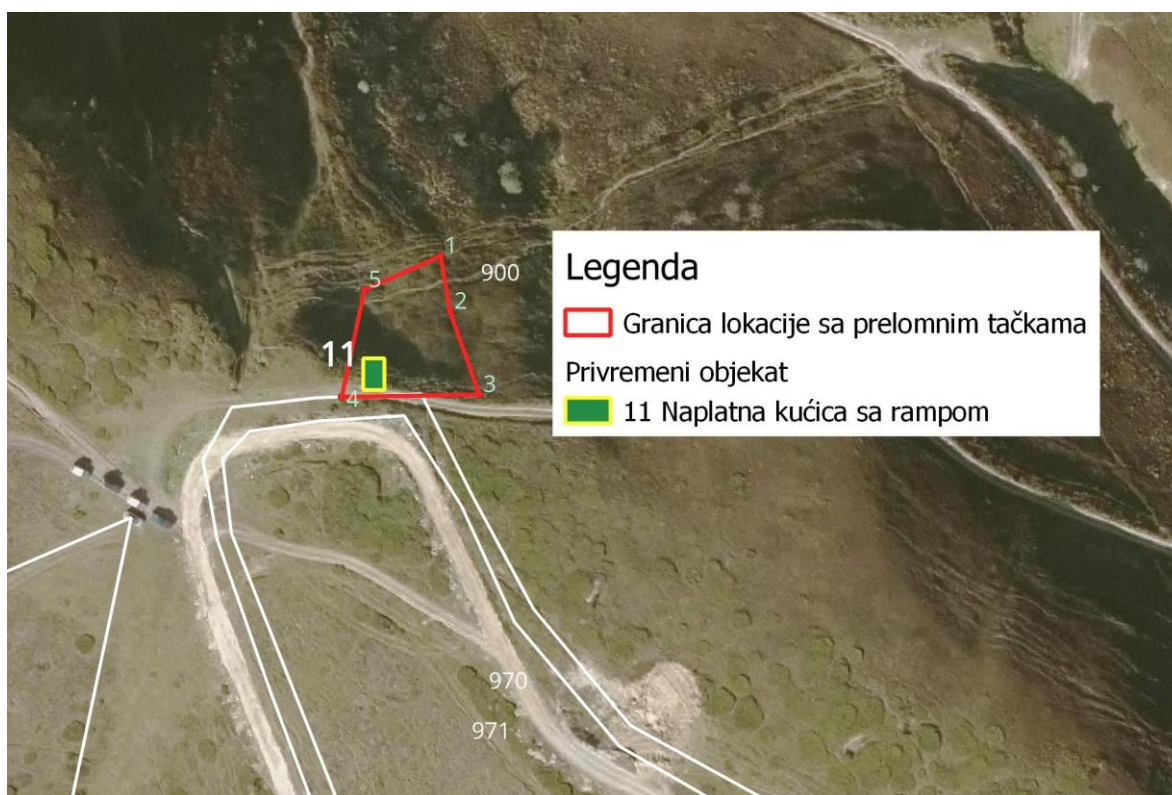 1
900
5
2
11
3
4
Legenda
Granica lokacije sa prelomnim tačkama
Privremeni objekat
11 Naplatna kućica sa rampom
970
971